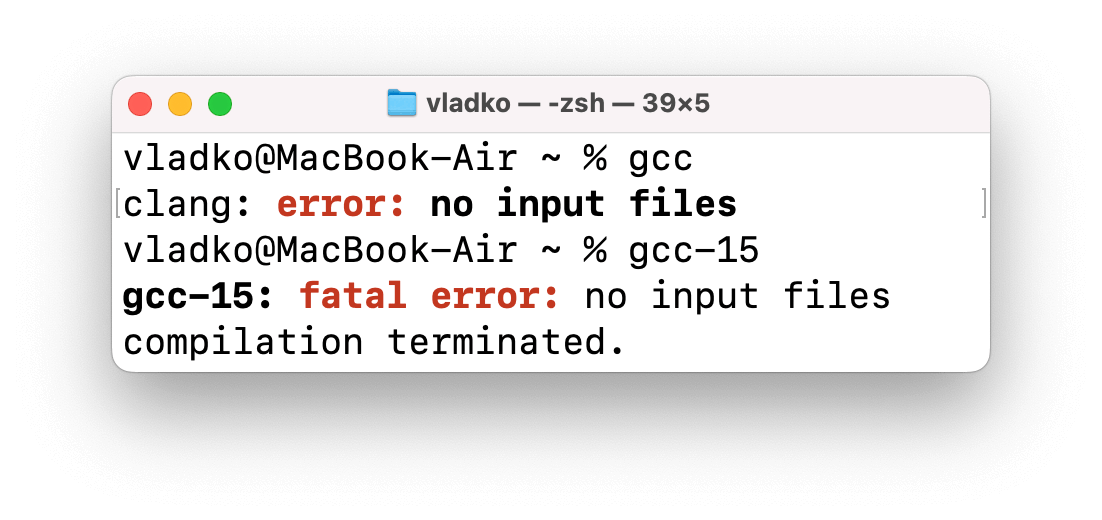 vladko — -zsh — 39×5
vladko@MacBook-Air ~ % gcc
[clang: error: no input files ]
vladko@MacBook-Air ~ % gcc-15
gcc-15: fatal error: no input files
compilation terminated.